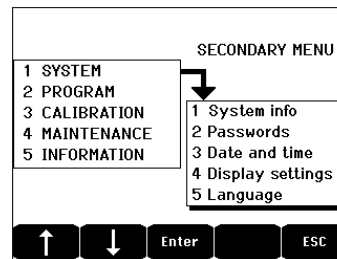 SECONDARY MENU
1 SYSTEM
2 PROGRAM
3 CALIBRATION
4 MAINTENANCE
5 INFORMATION
1 System info
2 Passwords
3 Date and time
4 Display settings
5 Language
Enter
ESC